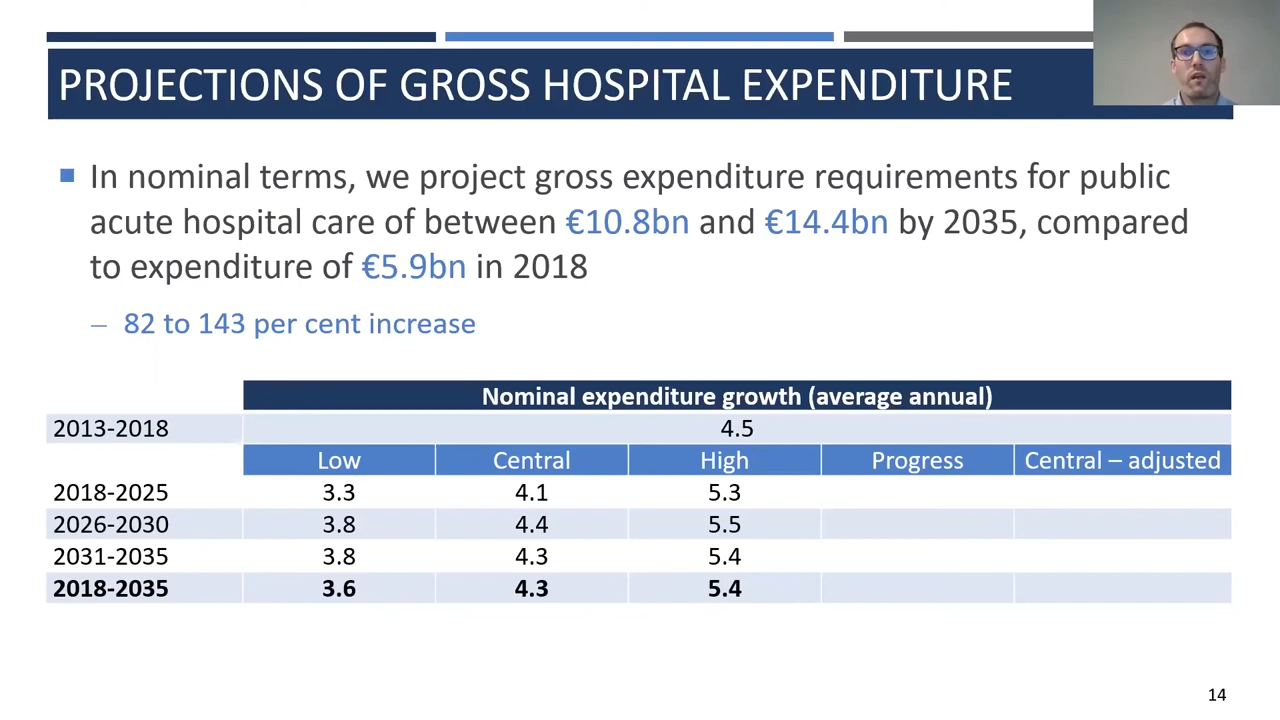 PROJECTIONS OF GROSS HOSPITAL EXPENDITURE
In nominal terms, we project gross expenditure requirements for public
acute hospital care of between €10.8bn and €14.4bn by 2035, compared
to expenditure of €5.9bn in 2018
– 82 to 143 per cent increase
Nominal expenditure growth (average annual)
2013-2018 4.5
Low Central High Progress Central – adjusted
2018-2025 3.3 4.1 5.3
2026-2030 3.8 4.4 5.5
2031-2035 3.8 4.3 5.4
2018-2035 3.6 4.3 5.4
14